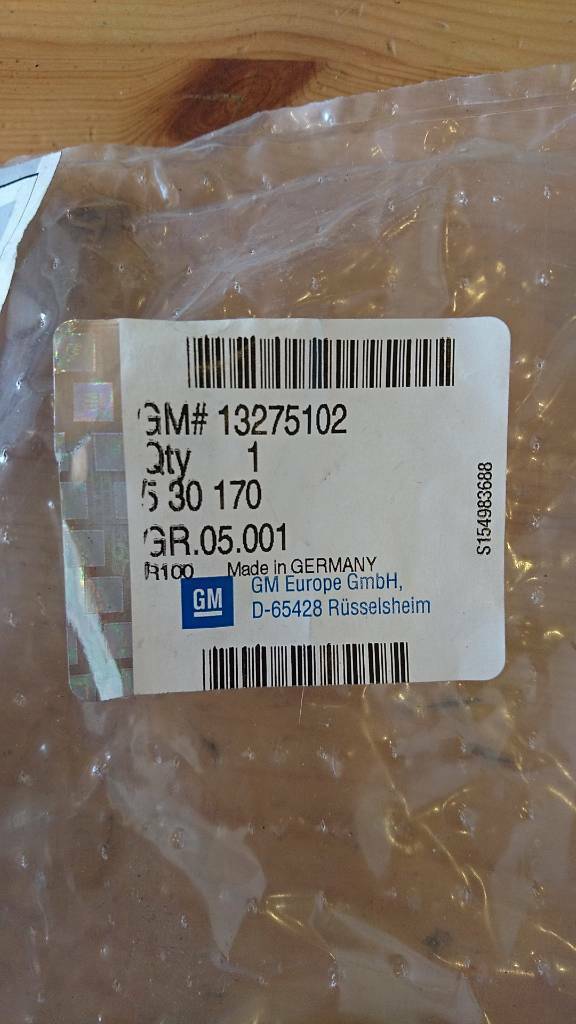 GM# 13275102
Qty 1
5 30 170
GR.05.001
R100 Made in GERMANY
GM
GM Europe GmbH,
D-65428 Rüsselsheim
S154983688